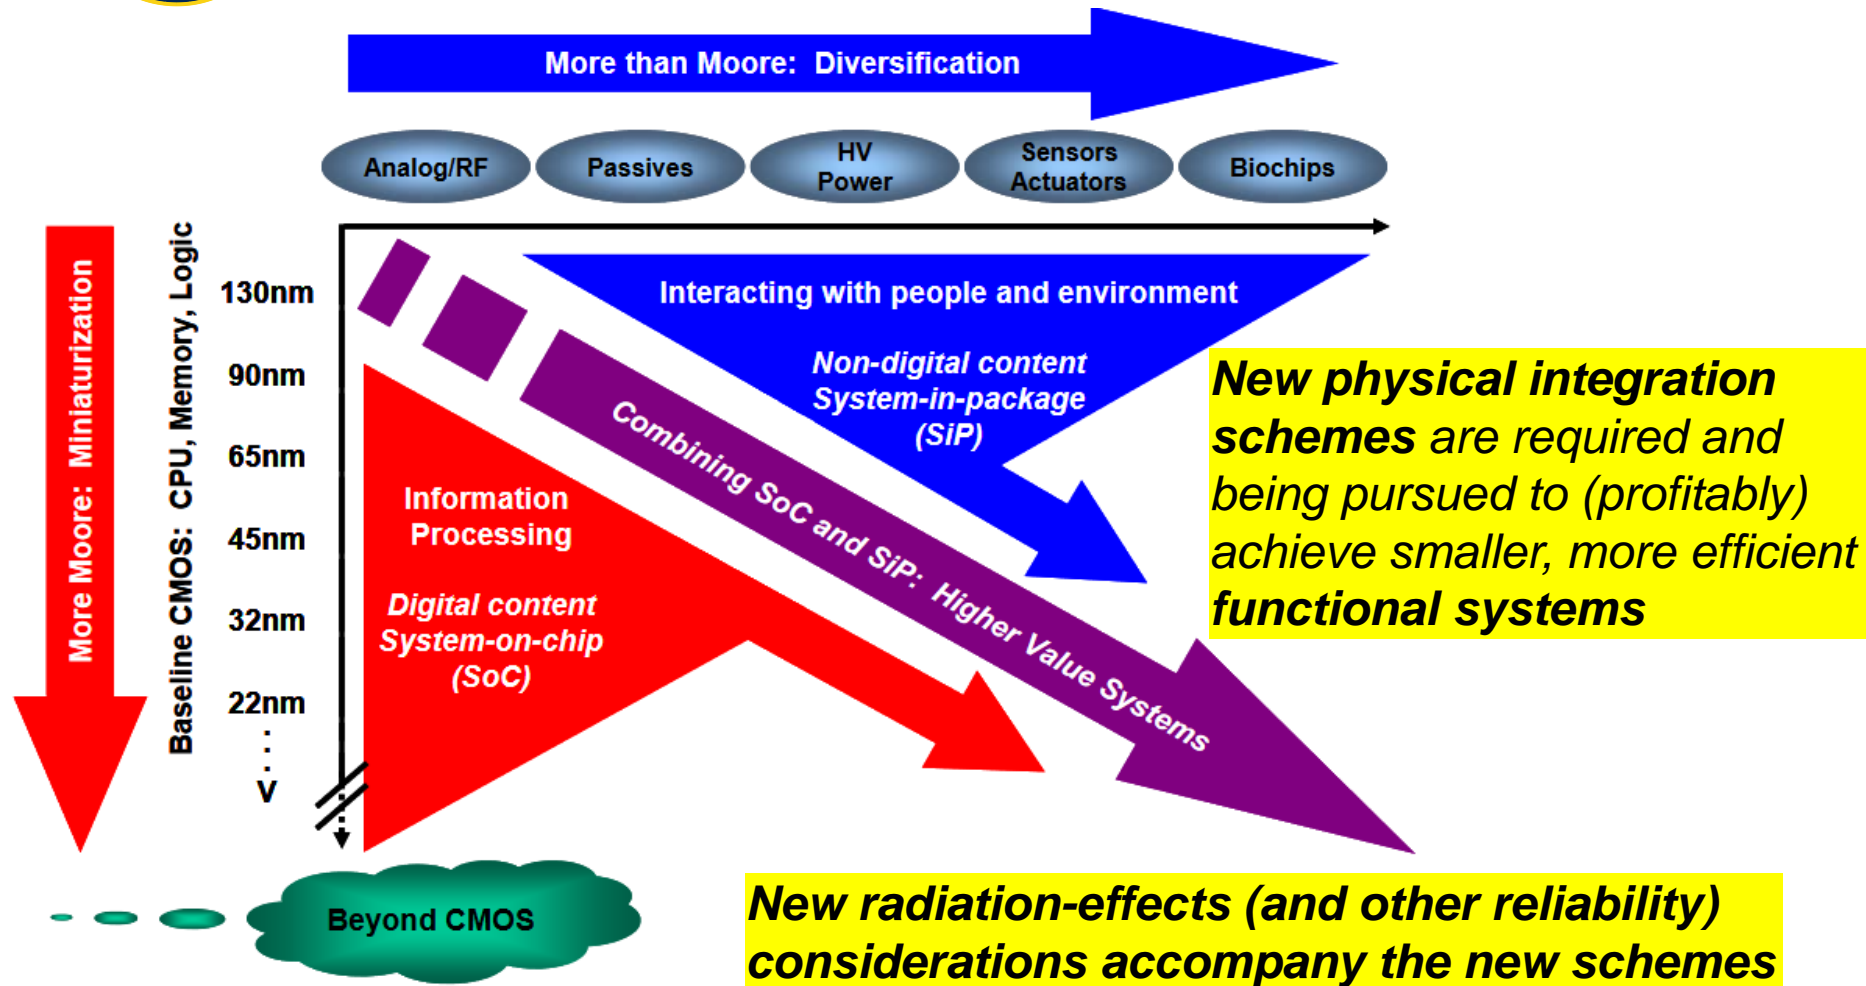 More than Moore: Diversification
Analog/RF
Passives
HV
Power
Sensors
Actuators
Biochips
More Moore: Miniaturization
Baseline CMOS: CPU, Memory, Logic
130nm
90nm
65nm
45nm
32nm
22nm
V
Interacting with people and environment
Non-digital content
System-in-package
(SiP)
Combining SoC and SiP: Higher Value Systems
Information
Processing
Digital content
System-on-chip
(SoC)
New physical integration
schemes are required and
being pursued to (profitably)
achieve smaller, more efficient
functional systems
Beyond CMOS
New radiation-effects (and other reliability)
considerations accompany the new schemes